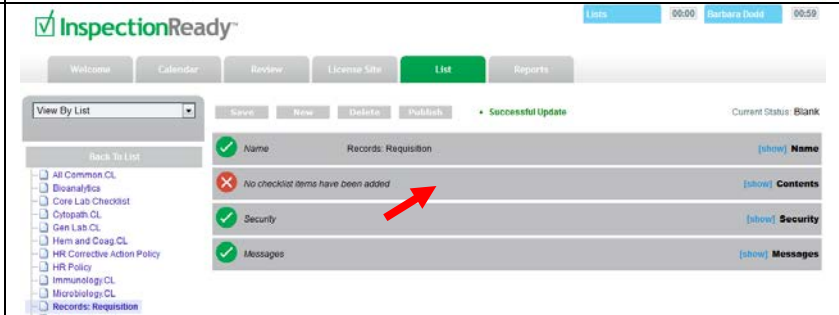 InspectionReady™
Lists 00:00 Barbara Dodd 00:59
Welcome Calendar Review License Site List Reports
View By List
Save New Delete Publish • Successful Update Current Status: Blank
Back To List
Name Records: Requisition [show] Name
No checklist items have been added [show] Contents
Security [show] Security
Messages [show] Messages
All Common.CL
Bioanalytics
Core Lab Checklist
Cytopath.CL
Gen Lab.CL
Hem and Coag.CL
HR Corrective Action Policy
HR Policy
Immunology.CL
Microbiology.CL
Records: Requisition